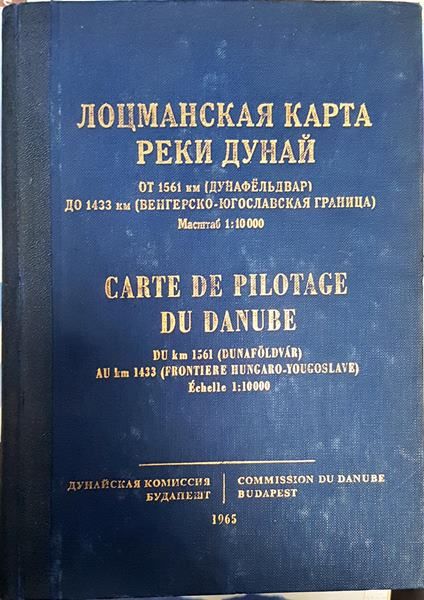 ЛОЦМАНСКАЯ КАРТА
РЕКИ ДУНАЙ
ОТ 1561 км (ДУНАФЁЛЬДВАР)
ДО 1433 км (ВЕНГЕРСКО-ЮГОСЛАВСКАЯ ГРАНИЦА)
Масштаб 1:10 000
CARTE DE PILOTAGE
DU DANUBE
DU km 1561 (DUNAFÖLDVÁR)
AU km 1433 (FRONTIERE HUNGARO-YOUGOSLAVE)
Échelle 1:10000
ДУНАЙСКАЯ КОМИССИЯ
БУДАПЕШТ
COMMISSION DU DANUBE
BUDAPEST
1965